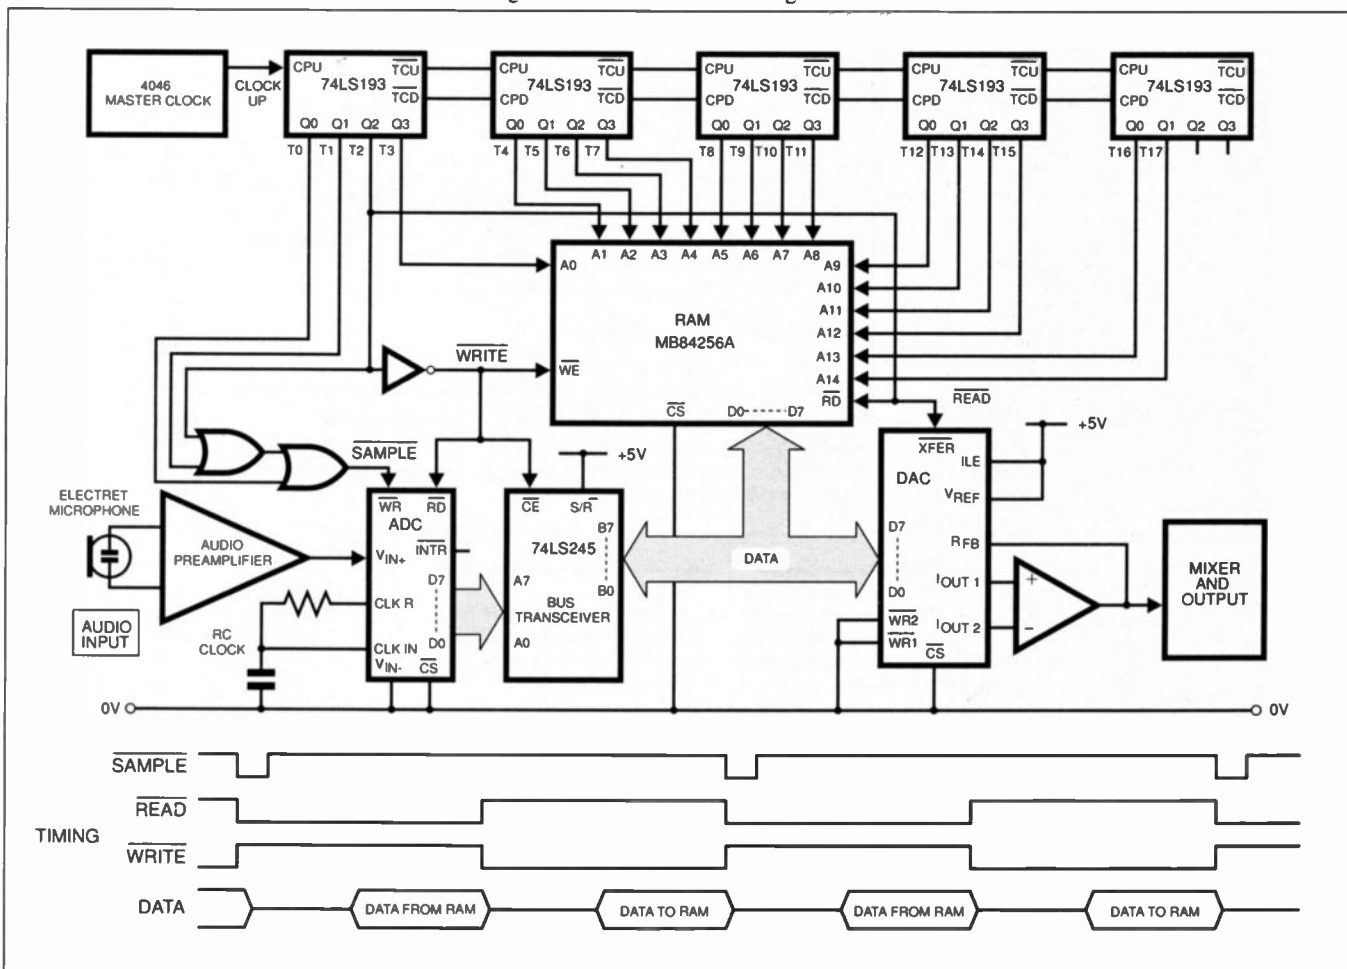 4046
MASTER CLOCK
CLOCK
UP
CPU
TCU
74LS193
TCD
Q0 Q1 Q2 Q3
CPU
TCU
74LS193
CPD
TCD
Q0 Q1 Q2 Q3
CPU
TCU
74LS193
CPD
TCD
Q0 Q1 Q2 Q3
CPU
TCU
74LS193
CPD
TCD
Q0 Q1 Q2 Q3
CPU
TCU
74LS193
CPD
TCD
Q0 Q1 Q2 Q3
T0 T1 T2 T3
T4 T5 T6 T7
T8 T9 T10 T11
T12 T13 T14 T15
T16 T17
A0 A1 A2 A3 A4 A5 A6 A7 A8
A9
A10
A11
A12
A13
A14
RD
RAM
MB84256A
WE
CS
D0 D7
WRITE
READ
SAMPLE
+5V
+5V
ELECTRET
MICROPHONE
AUDIO
PREAMPLIFIER
AUDIO
INPUT
RC
CLOCK
WR RD
ADC
VIN+
INTR
D7
CLK R
D0
CLK IN
VIN-
CS
CE S/R
B7
74LS245
A7
B0
BUS
TRANSCEIVER
A0
DATA
XFER
ILE
DAC
VREF
D7
RFB
IOUT 1
D0
WR2
IOUT 2
WR1
CS
+
-
MIXER
AND
OUTPUT
0V
0V
TIMING
SAMPLE
READ
WRITE
DATA
DATA FROM RAM
DATA TO RAM
DATA FROM RAM
DATA TO RAM